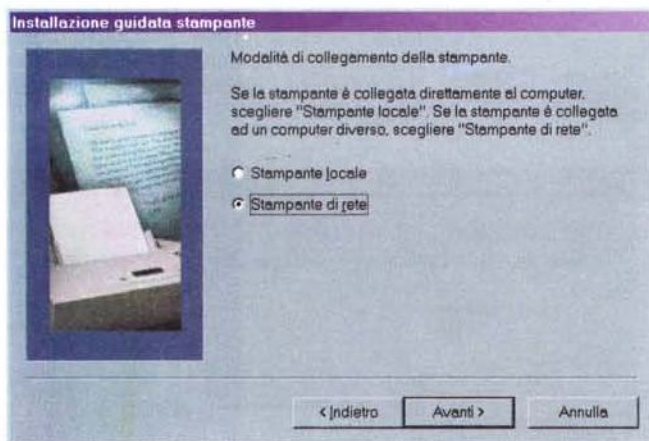 Installazione guidata stampante
Modalità di collegamento della stampante.
Se la stampante è collegata direttamente al computer,
scegliere "Stampante locale". Se la stampante è collegata
ad un computer diverso, scegliere "Stampante di rete".
Stampante locale
Stampante di rete
< Indietro
Avanti >
Annulla